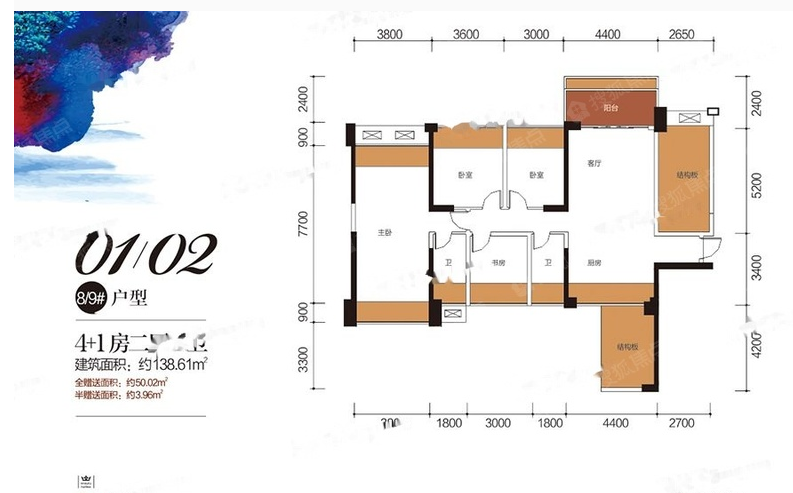 3800 3600 3000 4400 2650
2400
900
7700
900
3300
2400
5200
3400
4200
阳台
客厅
卧室
卧室
结构板
主卧
卫
书房
卫
厨房
结构板
1800 3000 1800 4400 2700
01/02
8/9# 户型
4+1房二
卫
建筑面积：约138.61m²
全赠送面积：约50.02m²
半赠送面积：约3.96m²